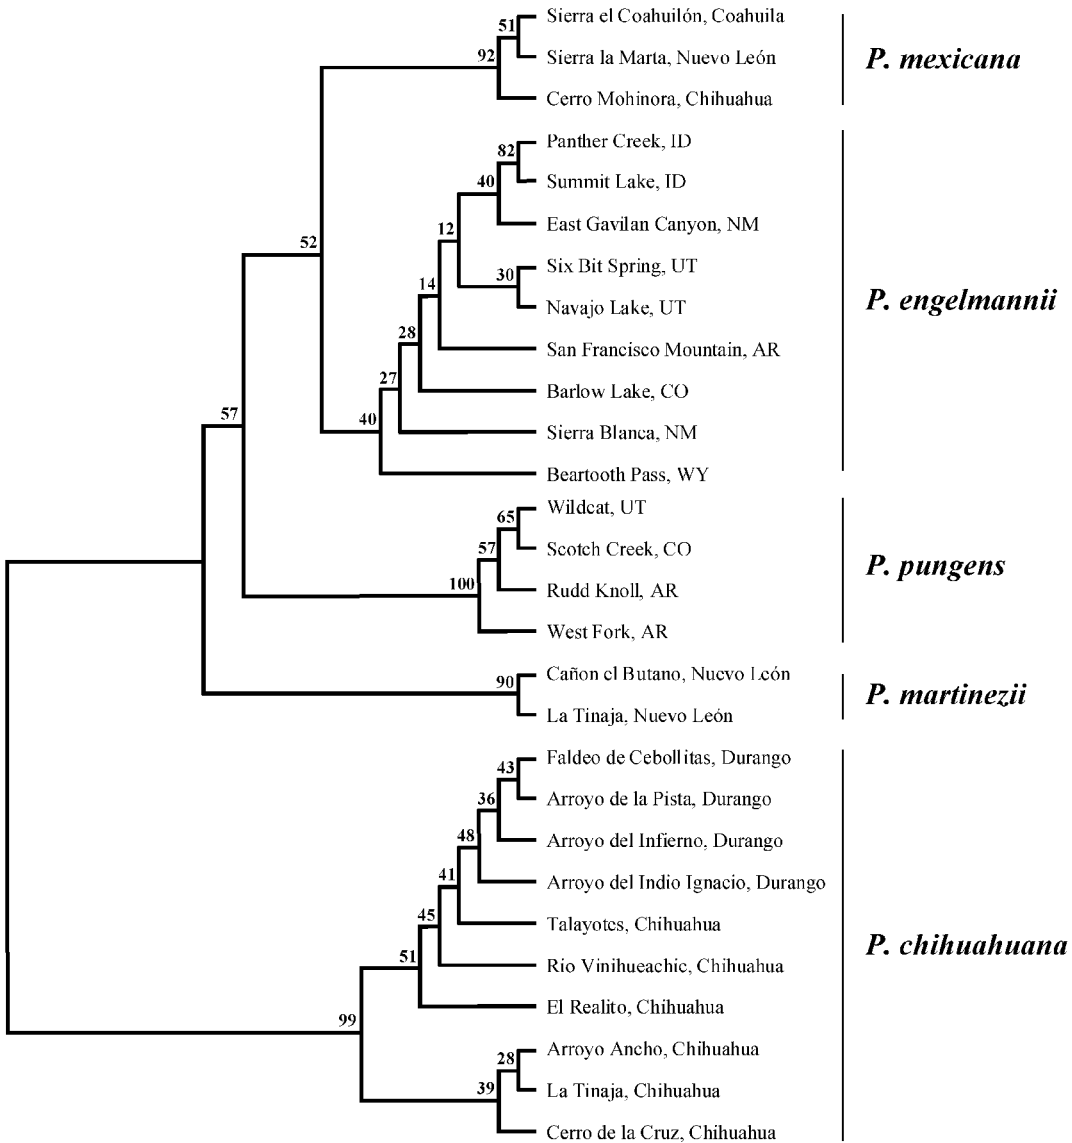 Sierra el Coahuilón, Coahuila
51
92
Sierra la Marta, Nuevo León
P. mexicana
Cerro Mohinora, Chihuahua
Panther Creek, ID
82
40
Summit Lake, ID
East Gavilan Canyon, NM
12
52
Six Bit Spring, UT
30
14
Navajo Lake, UT
P. engelmannii
28
San Francisco Mountain, AR
27
Barlow Lake, CO
57
40
Sierra Blanca, NM
Beartooth Pass, WY
Wildcat, UT
65
57
Scotch Creek, CO
P. pungens
100
Rudd Knoll, AR
West Fork, AR
Cañon el Butano, Nuevo León
90
P. martinezii
La Tinaja, Nuevo León
Faldeo de Cebollitas, Durango
43
36
Arroyo de la Pista, Durango
48
Arroyo del Infierno, Durango
41
Arroyo del Indio Ignacio, Durango
45
Talayotes, Chihuahua
P. chihuahuana
51
Río Vinihueachic, Chihuahua
El Realito, Chihuahua
99
Arroyo Ancho, Chihuahua
28
39
La Tinaja, Chihuahua
Cerro de la Cruz, Chihuahua